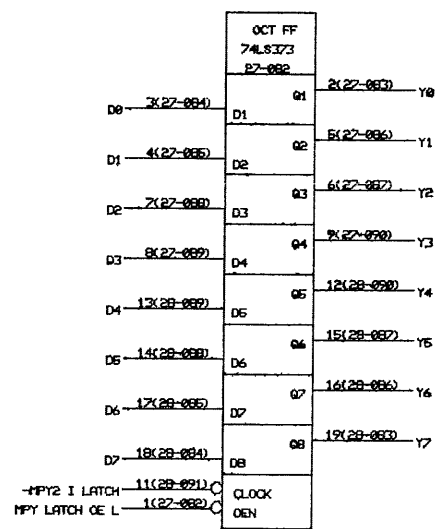 OCT FF
74LS373
27-082
D0 3(27-084) D1 Q1 2(27-083) Y0
D1 4(27-085) D2 Q2 5(27-086) Y1
D2 7(27-088) D3 Q3 6(27-087) Y2
D3 8(27-089) D4 Q4 9(27-090) Y3
D4 13(28-089) D5 Q5 12(28-090) Y4
D5 14(28-088) D6 Q6 15(28-087) Y5
D6 17(28-085) D7 Q7 16(28-086) Y6
D7 18(28-084) D8 Q8 19(28-083) Y7
-MPY2 I LATCH 11(28-091) CLOCK
MPY LATCH OE L 1(27-082) OEN